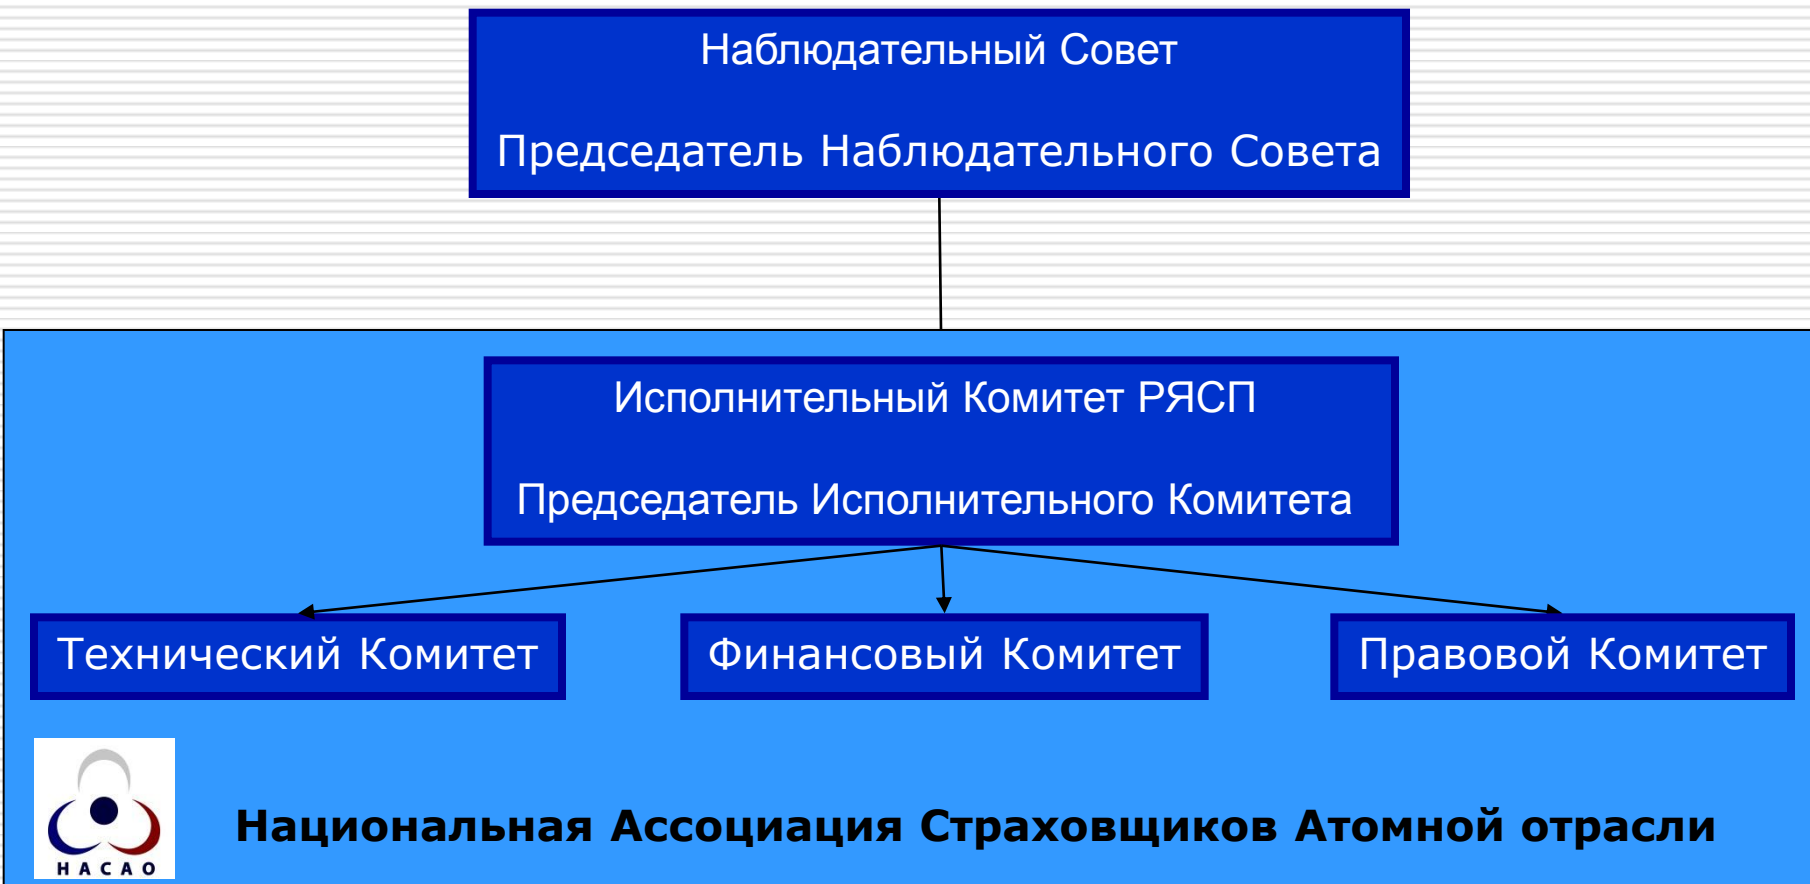 Наблюдательный Совет
Председатель Наблюдательного Совета
Исполнительный Комитет РЯСП
Председатель Исполнительного Комитета
Технический Комитет
Финансовый Комитет
Правовой Комитет
Национальная Ассоциация Страховщиков Атомной отрасли
НАСАО